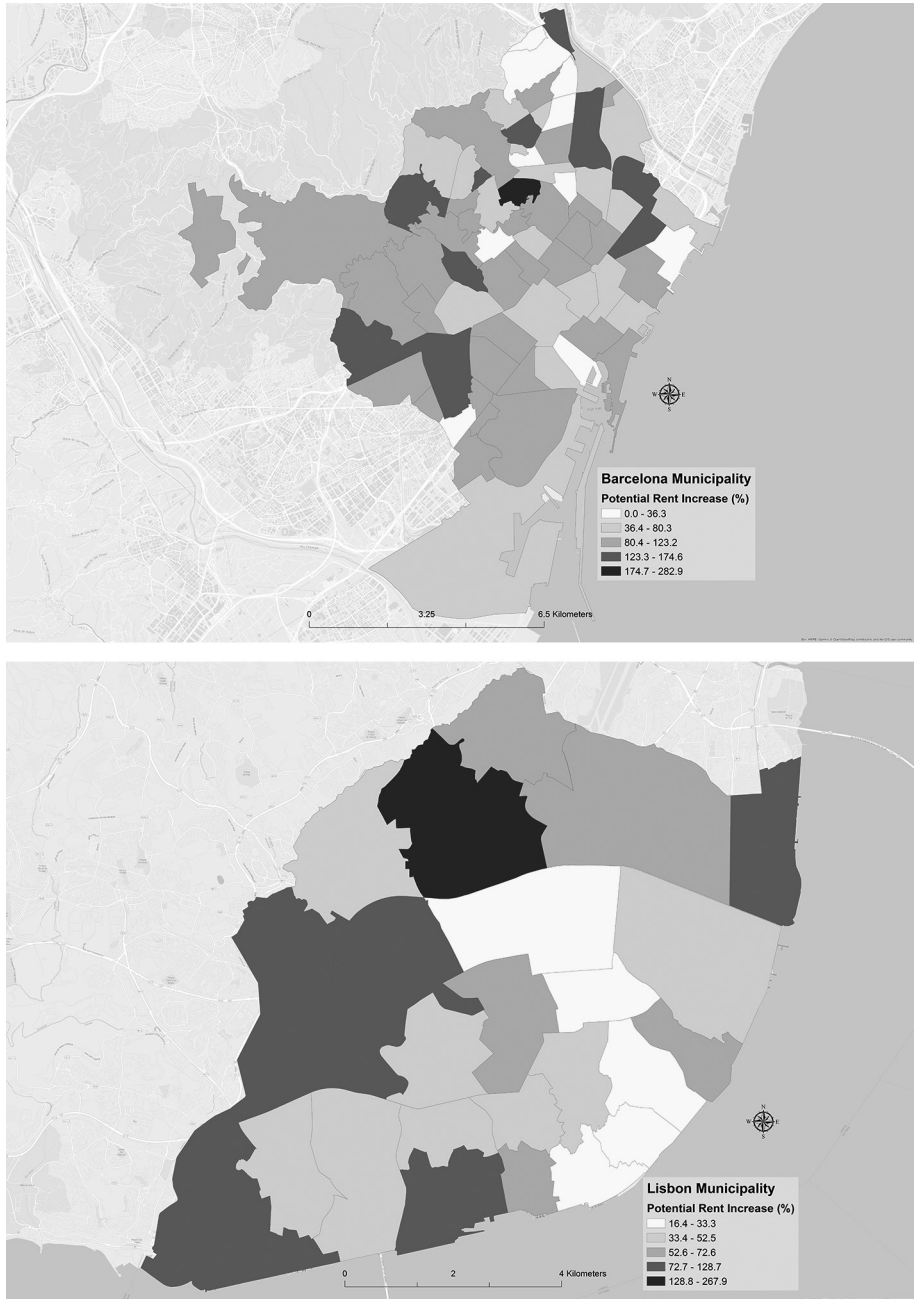 N
W E
S
Barcelona Municipality
Potential Rent Increase (%)
0.0 - 36.3
36.4 - 80.3
80.4 - 123.2
123.3 - 174.6
174.7 - 282.9
0 3.25 6.5 Kilometers
N
W E
S
Lisbon Municipality
Potential Rent Increase (%)
16.4 - 33.3
33.4 - 52.5
52.6 - 72.6
72.7 - 128.7
128.8 - 267.9
0 2 4 Kilometers